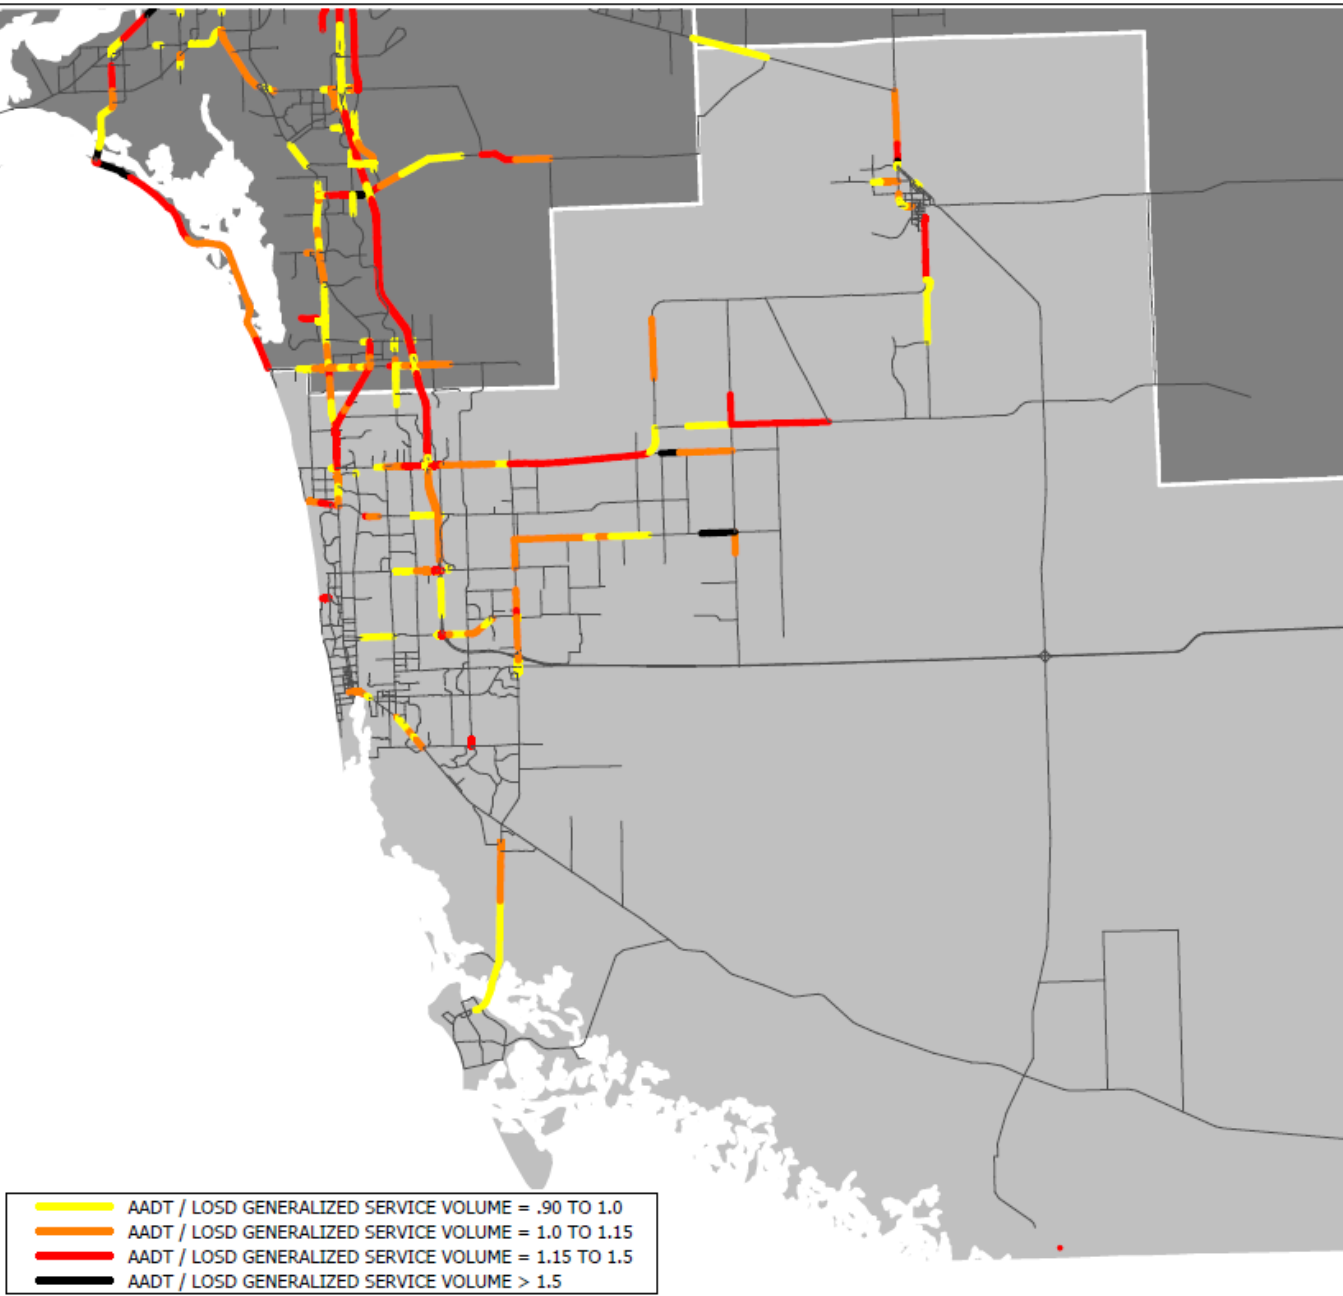 AADT / LOSD GENERALIZED SERVICE VOLUME = .90 TO 1.0
AADT / LOSD GENERALIZED SERVICE VOLUME = 1.0 TO 1.15
AADT / LOSD GENERALIZED SERVICE VOLUME = 1.15 TO 1.5
AADT / LOSD GENERALIZED SERVICE VOLUME > 1.5